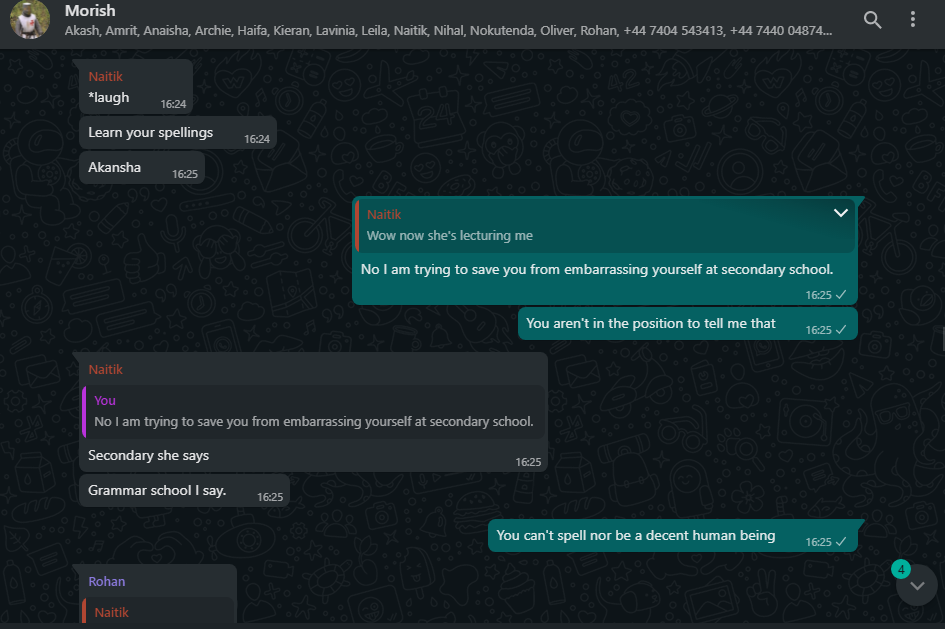 Morish
Akash, Amrit, Anaisha, Archie, Haifa, Kieran, Lavinia, Leila, Naitik, Nihal, Nokutenda, Oliver, Rohan, +44 7404 543413, +44 7440 04874...
Naitik
*laugh
16:24
Learn your spellings
16:24
Akansha
16:25
Naitik
Wow now she's lecturing me
No I am trying to save you from embarrassing yourself at secondary school.
16:25
You aren't in the position to tell me that
16:25
Naitik
You
No I am trying to save you from embarrassing yourself at secondary school.
Secondary she says
16:25
Grammar school I say.
16:25
You can't spell nor be a decent human being
16:25
4
Rohan
Naitik